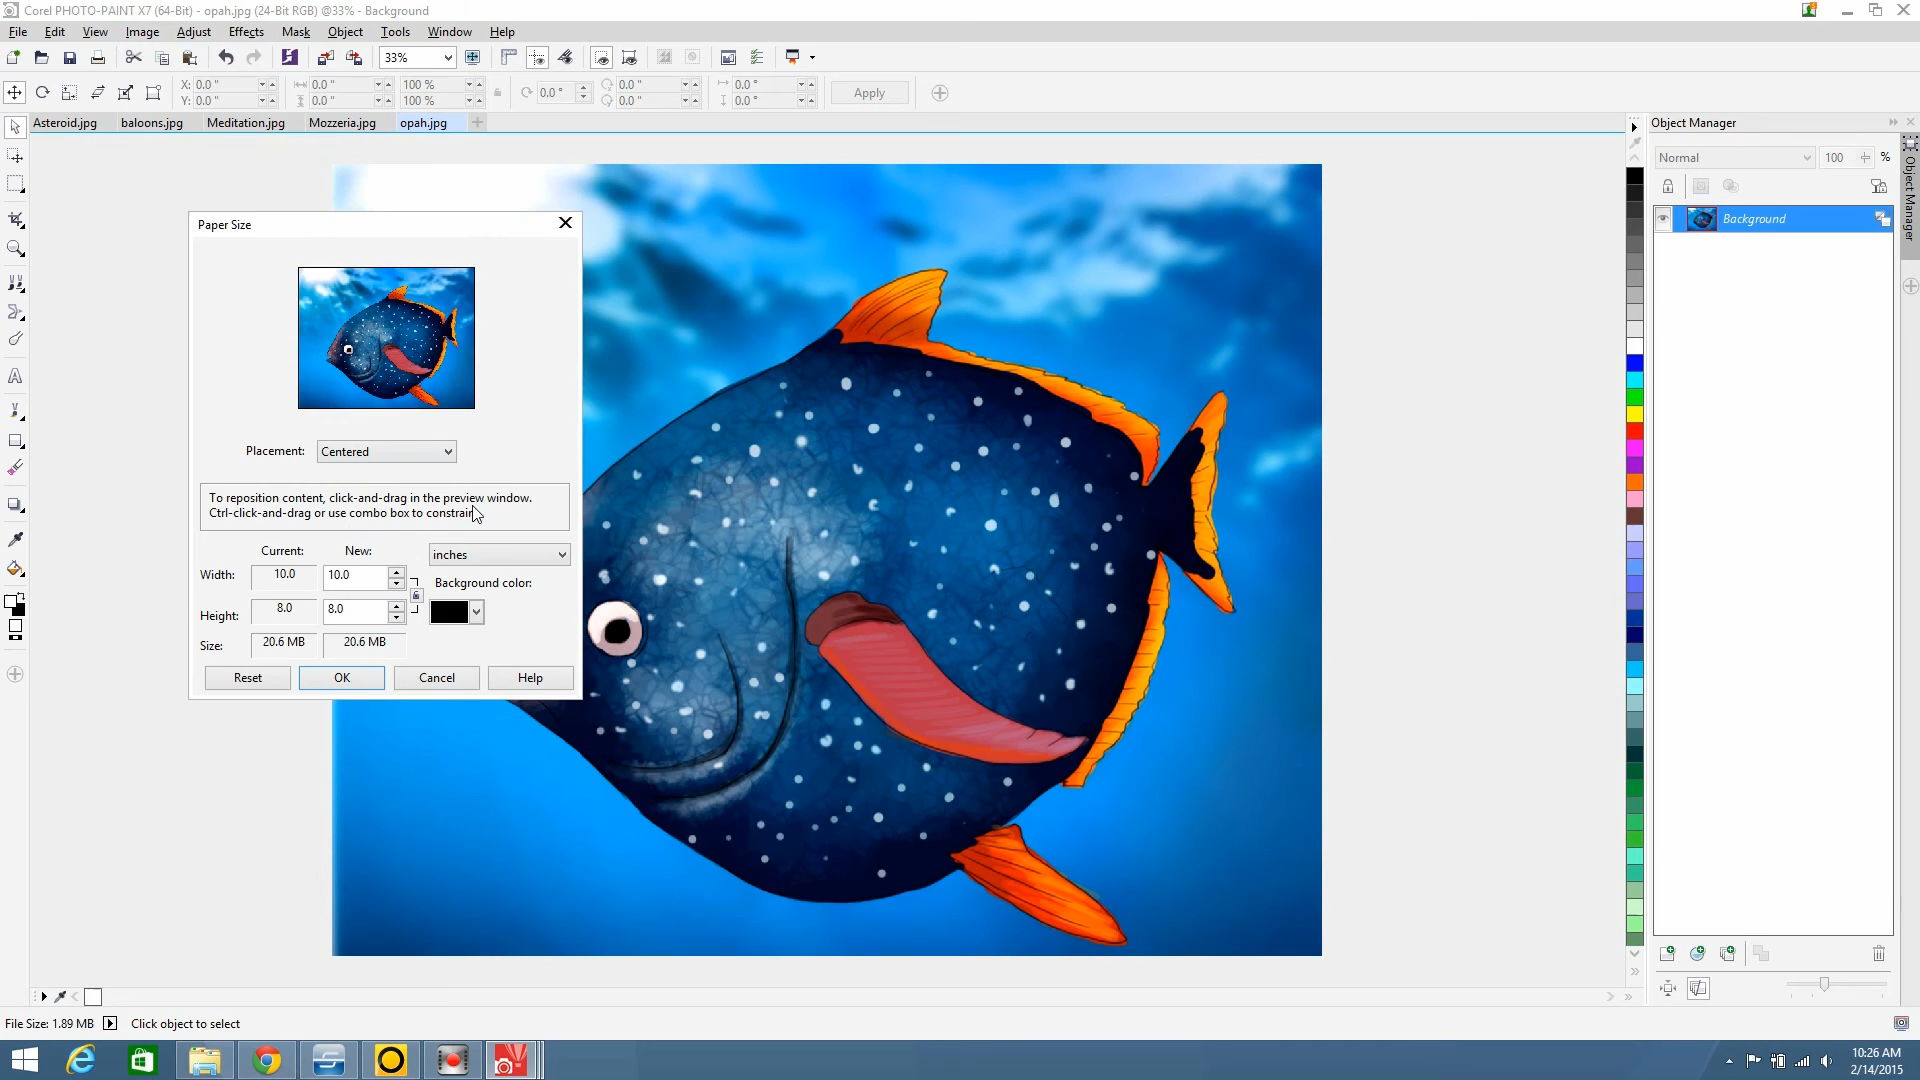 Corel PHOTO-PAINT X7 (64-Bit) - opah.jpg (24-Bit RGB) @33% - Background
File Edit View Image Adjust Effects Mask Object Tools Window Help
33%
X: 0.0 " 0.0 " 100 % 0.0 ° 0.0 " 0.0 ° Apply
Y: 0.0 " 0.0 " 100 % 0.0 " 0.0 °
Asteroid.jpg baloons.jpg Meditation.jpg Mozzeria.jpg opah.jpg
Object Manager
Normal 100 %
Background
Object Manager
Paper Size
Placement: Centered
To reposition content, click-and-drag in the preview window.
Ctrl-click-and-drag or use combo box to constrain
Current: New: inches
Width: 10.0 10.0 Background color:
Height: 8.0 8.0
Size: 20.6 MB 20.6 MB
Reset OK Cancel Help
File Size: 1.89 MB Click object to select
10:26 AM
2/14/2015